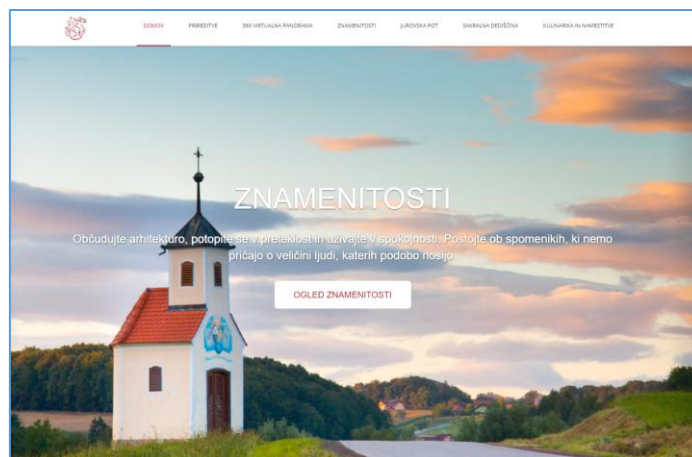 DOMOV
PRIREDITVE
360 VIRTUALNA PANORAMA
ZNAMENITOSTI
JUROVSKA POT
SAKRALNA DEDIŠČINA
KULINARIKA IN NAMESTITVE
ZNAMENITOSTI
Občudujte arhitekturo, potopite se v preteklost in uživajte v spokojnosti. Postojte ob spomenikih, ki nemo
pričajo o veličini ljudi, katerih podobo nosijo.
OGLED ZNAMENITOSTI